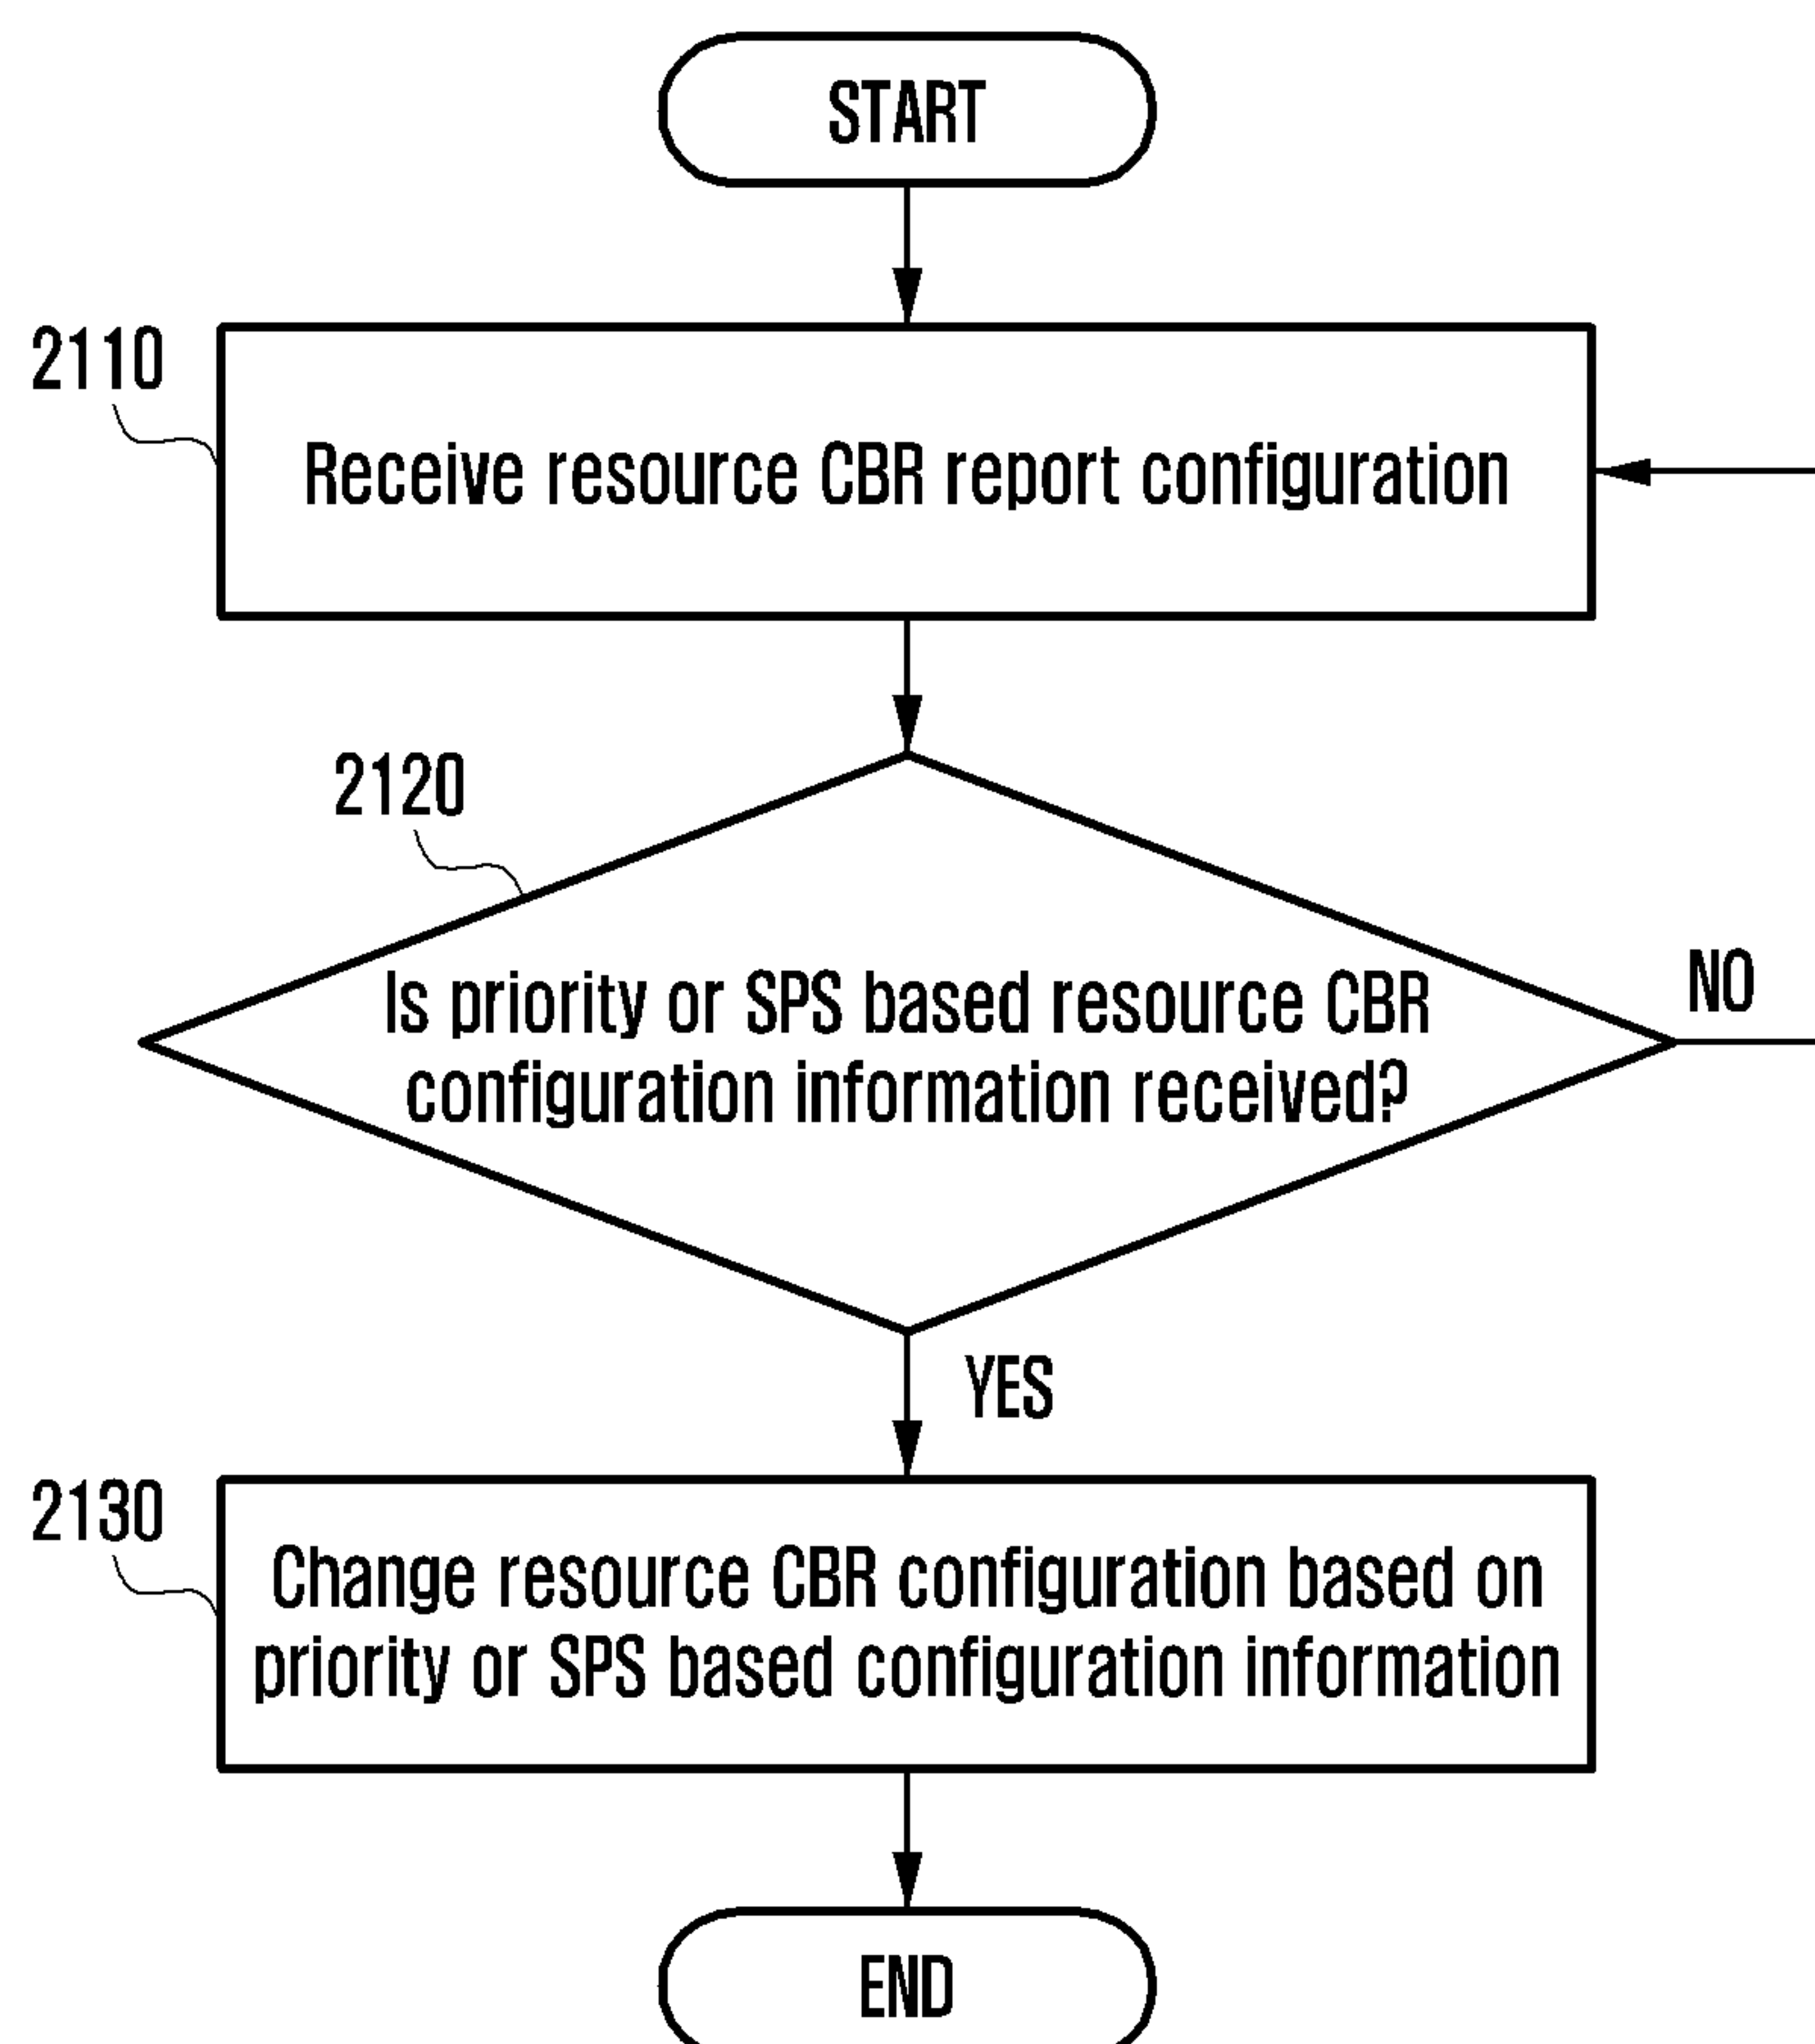 START
2110
Receive resource CBR report configuration
2120
Is priority or SPS based resource CBR
configuration information received?
NO
YES
2130
Change resource CBR configuration based on
priority or SPS based configuration information
END